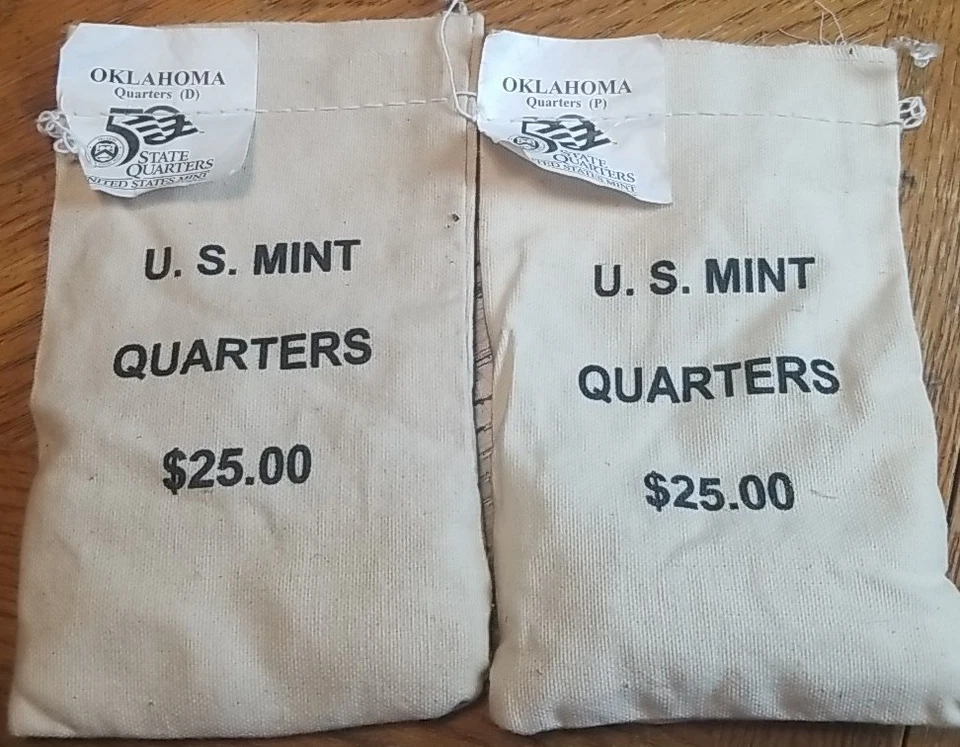 OKLAHOMA
Quarters (D)
50
STATE
QUARTERS
UNITED STATES MINT
U. S. MINT
QUARTERS
$25.00
OKLAHOMA
Quarters (P)
50
STATE
QUARTERS
UNITED STATES MINT
U. S. MINT
QUARTERS
$25.00